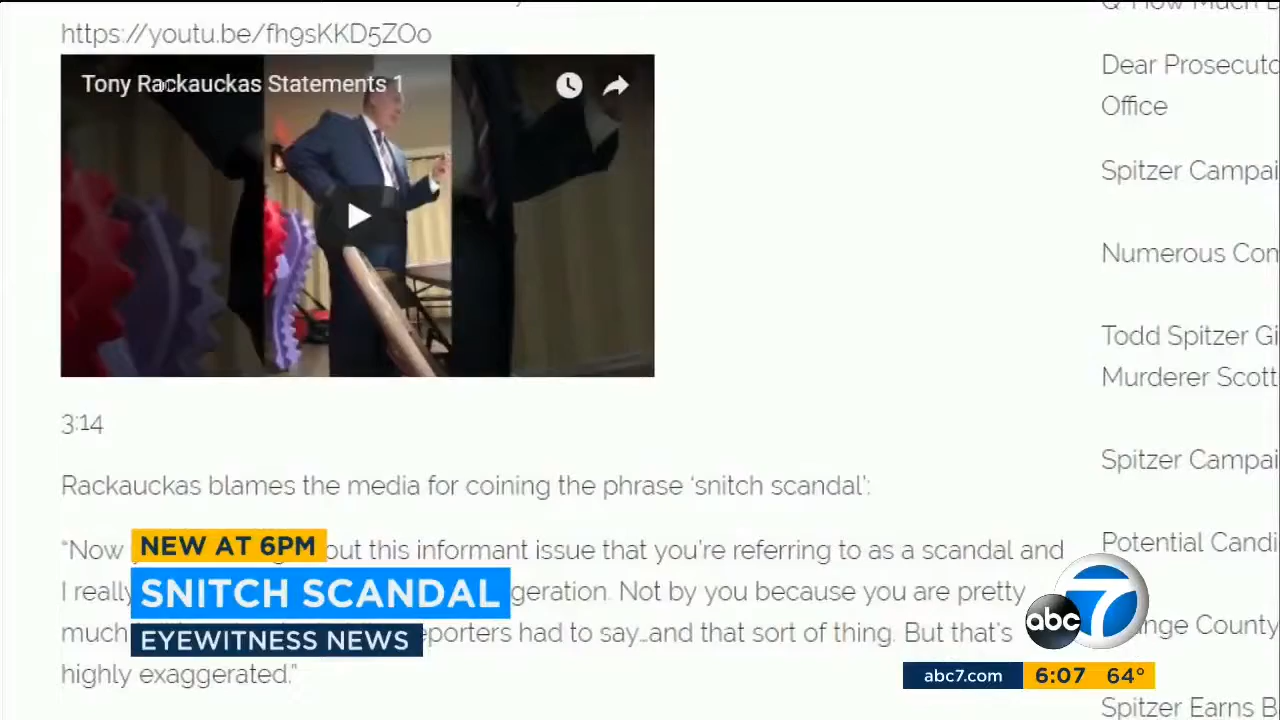 https://youtu.be/fh9sKKD5ZOo
Tony Rackauckas Statements 1
3:14
Rackauckas blames the media for coining the phrase ‘snitch scandal’:
“Now out this informant issue that you’re referring to as a scandal and
I really geration. Not by you because you are pretty
much eporters had to say…and that sort of thing. But that’s
highly exaggerated.”
Dear Prosecuto
Office
Spitzer Campai
Numerous Con
Todd Spitzer Gi
Murderer Scott
Spitzer Campai
Potential Candi
nge County
Spitzer Earns B
NEW AT 6PM
SNITCH SCANDAL
EYEWITNESS NEWS
abc 7
abc7.com 6:07 64°